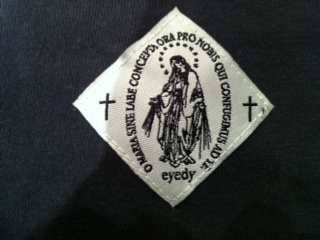 O MARIA SINE LABE CONCEPTA ORA PRO NOBIS QUI CONFUGIMUS AD TE.
eyedy